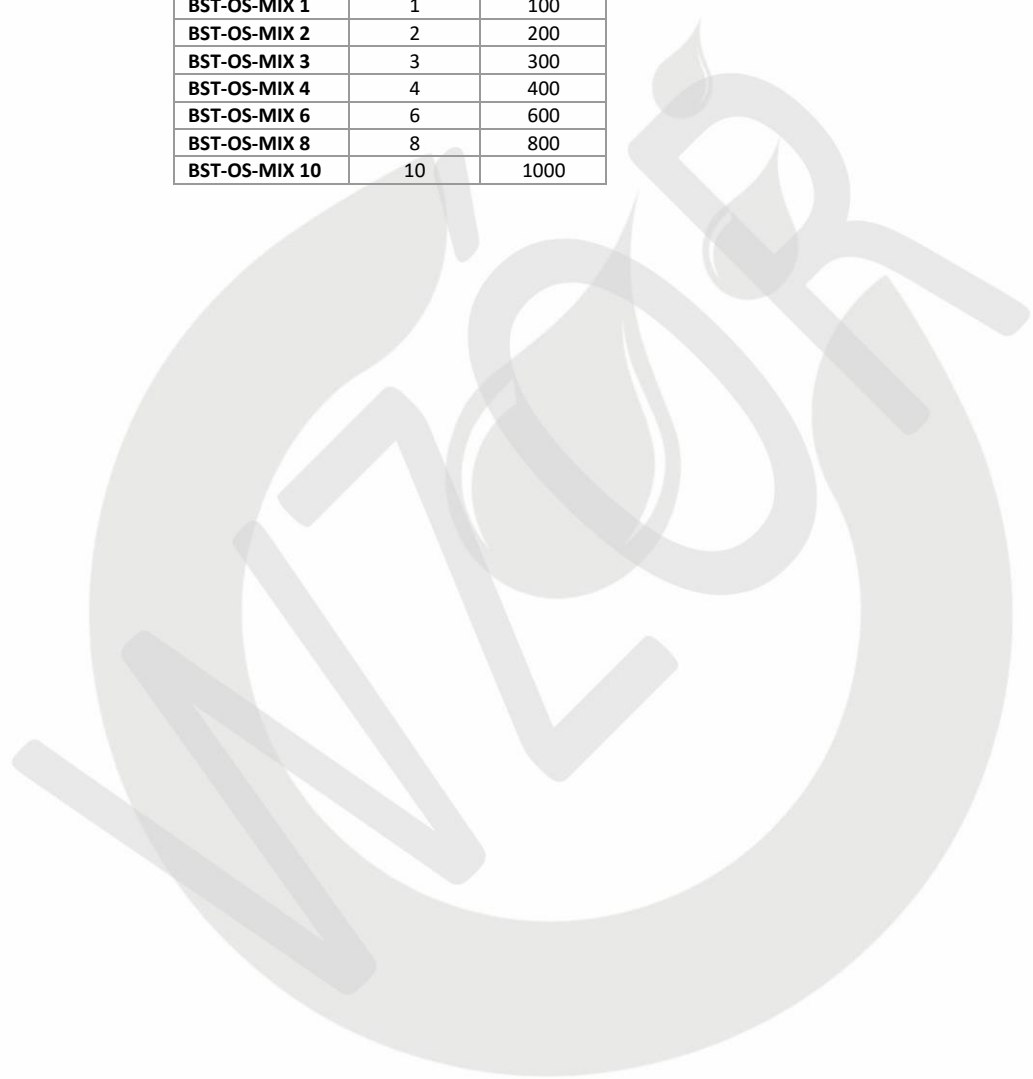 BST-OS-MIX 1 1 100
BST-OS-MIX 2 2 200
BST-OS-MIX 3 3 300
BST-OS-MIX 4 4 400
BST-OS-MIX 6 6 600
BST-OS-MIX 8 8 800
BST-OS-MIX 10 10 1000
WZÓR